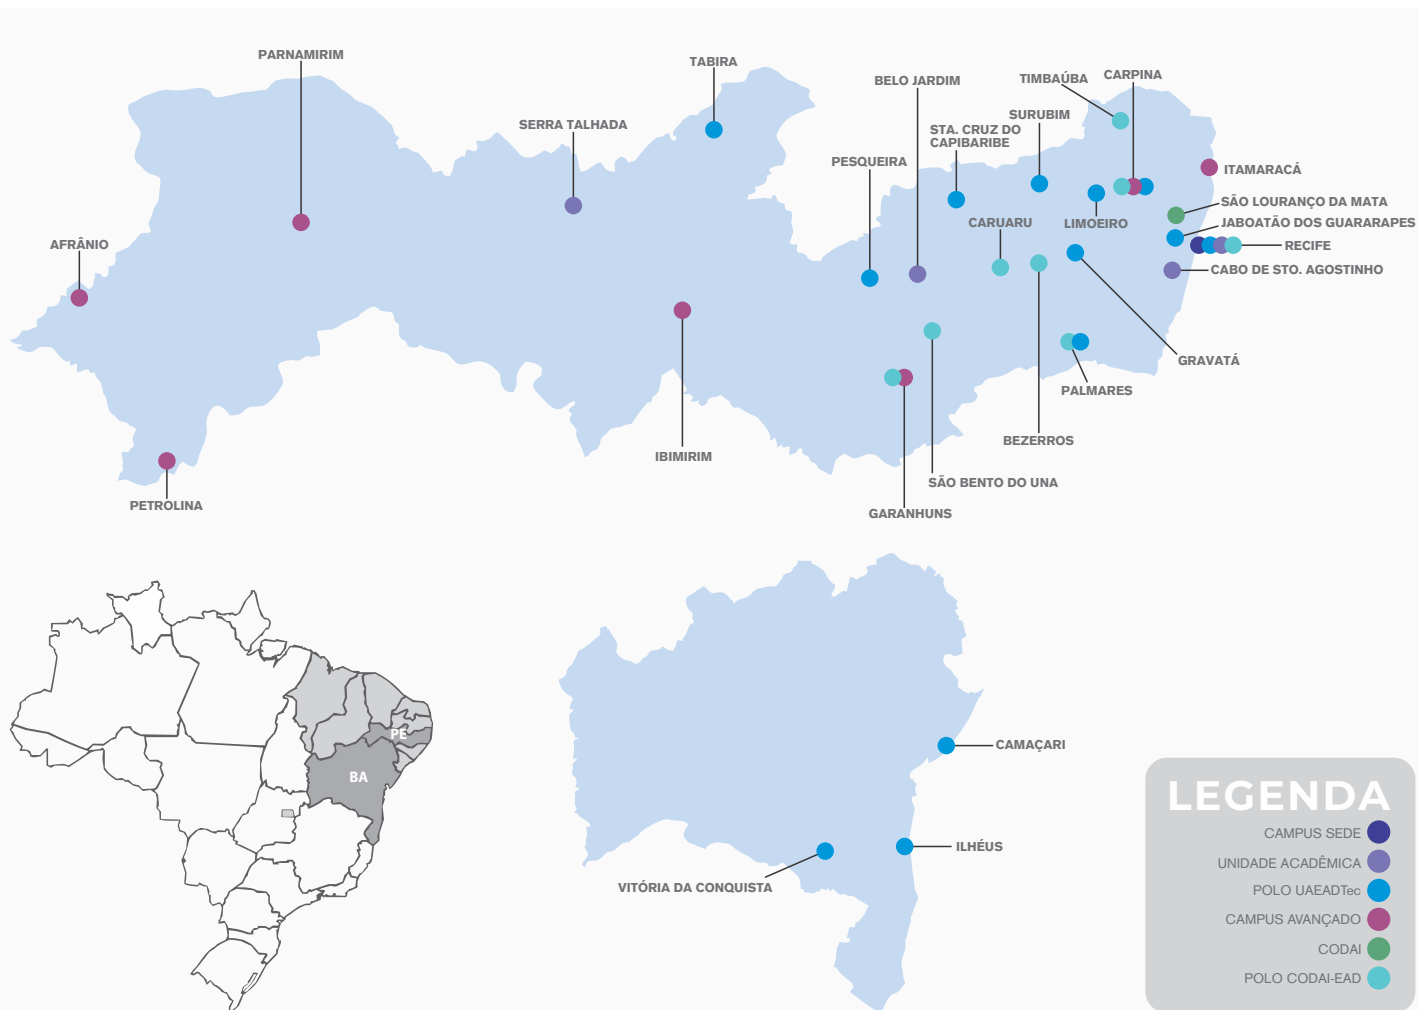 PARNAMIRIM
TABIRA
BELO JARDIM
TIMBAÚBA
CARPINA
SERRA TALHADA
STA. CRUZ DO
CAPIBARIBE
SURUBIM
PESQUEIRA
ITAMARACÁ
SÃO LOURANÇO DA MATA
CARUARU
LIMOEIRO
JABOATÃO DOS GUARARAPES
AFRÂNIO
RECIFE
CABO DE STO. AGOSTINHO
GRAVATÁ
PALMARES
BEZERROS
IBIMIRIM
SÃO BENTO DO UNA
PETROLINA
GARANHUNS
PE
BA
CAMAÇARI
ILHÉUS
VITÓRIA DA CONQUISTA
LEGENDA
CAMPUS SEDE
UNIDADE ACADÊMICA
POLO UAEADTec
CAMPUS AVANÇADO
CODAI
POLO CODAI-EAD